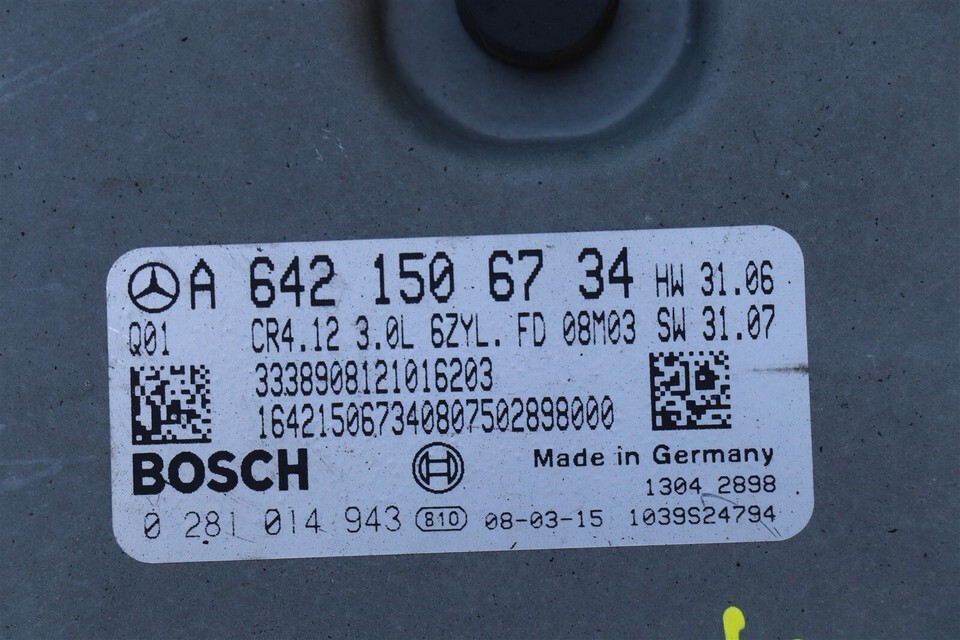 A 642 150 67 34 HW 31.06
Q01 CR4.12 3.0L 6ZYL. FD 08M03 SW 31.07
3338908121016203
164215067340807502898000
BOSCH Made in Germany
1304 2898
0 281 014 943 810 08-03-15 1039S24794